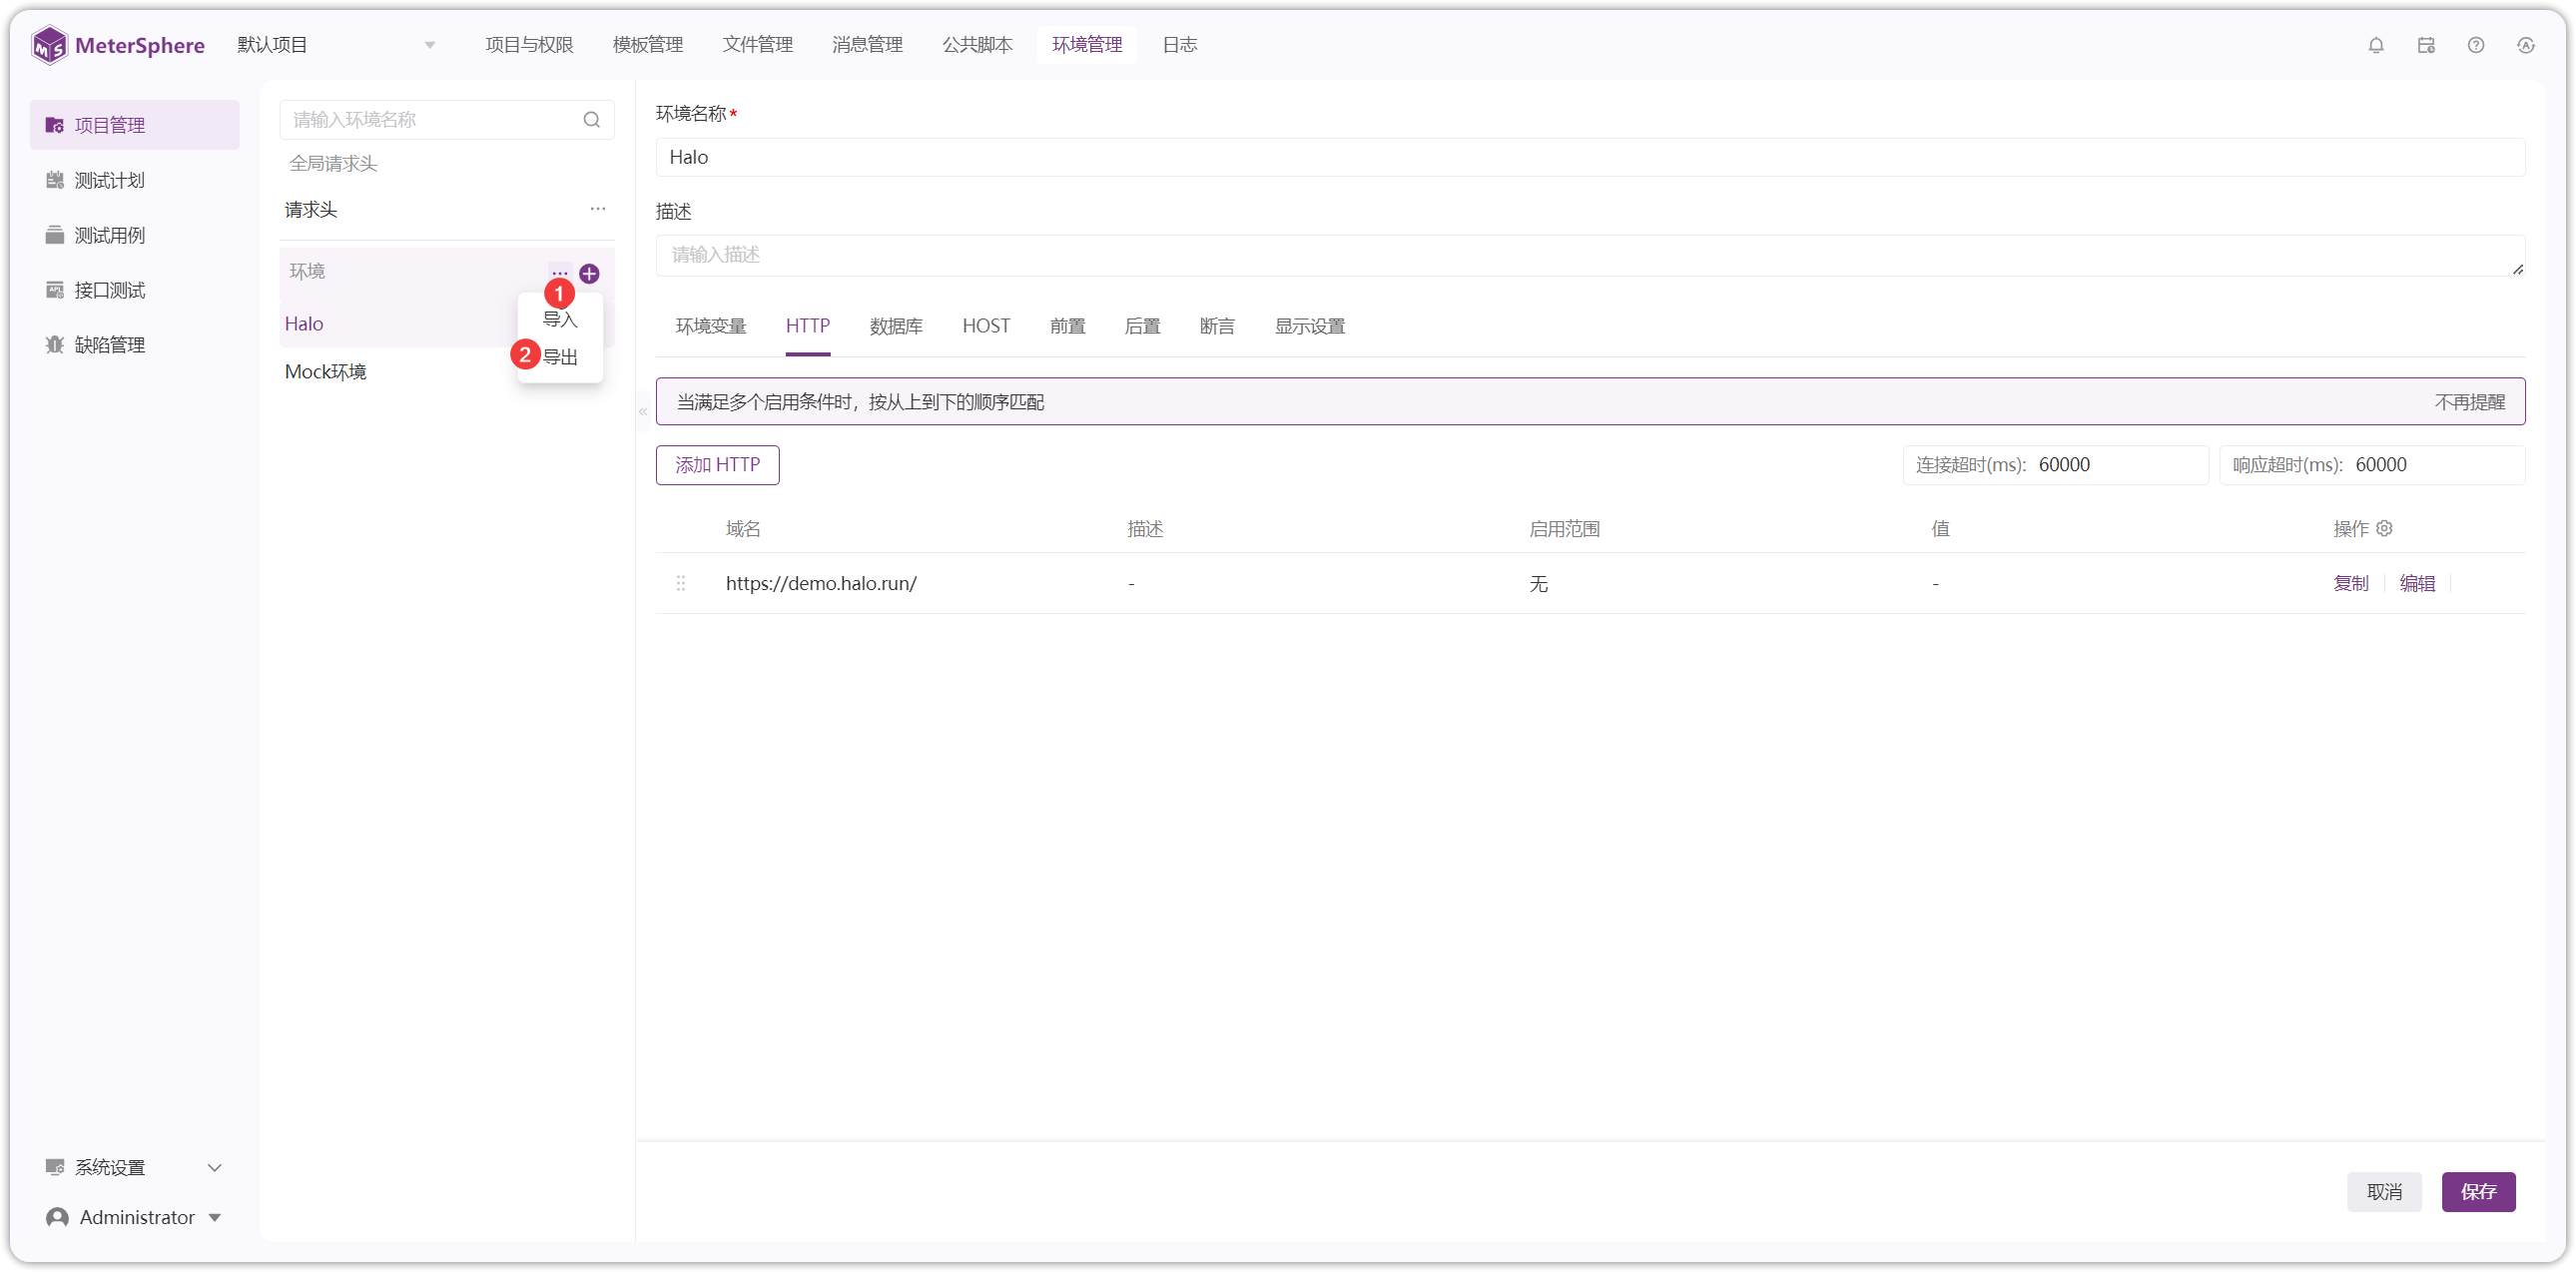 MeterSphere
默认项目
项目与权限
模板管理
文件管理
消息管理
公共脚本
环境管理
日志
项目管理
测试计划
测试用例
接口测试
缺陷管理
系统设置
Administrator
请输入环境名称
全局请求头
请求头
环境
1
导入
2
导出
Halo
Mock环境
环境名称*
Halo
描述
请输入描述
环境变量
HTTP
数据库
HOST
前置
后置
断言
显示设置
当满足多个启用条件时，按从上到下的顺序匹配
不再提醒
添加 HTTP
连接超时(ms): 60000
响应超时(ms): 60000
域名 描述 启用范围 值 操作
https://demo.halo.run/ - 无 - 复制 编辑
取消
保存